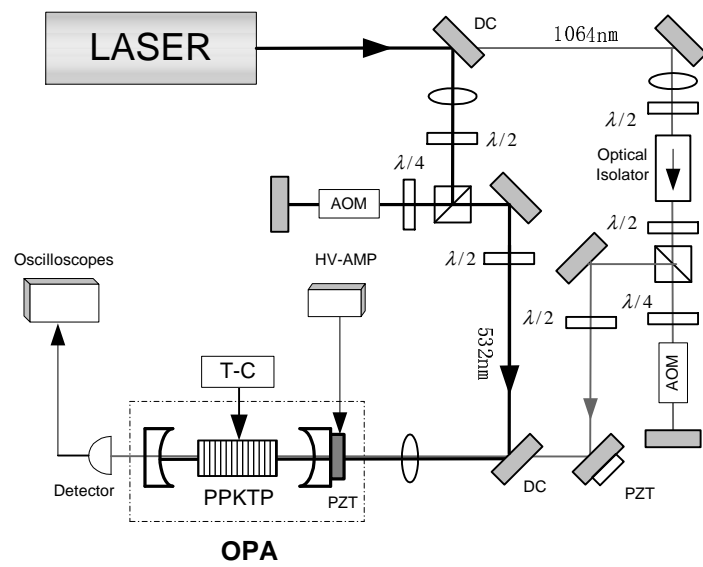 DC
1064nm
LASER
λ/2
λ/2
λ/4
Optical
Isolator
AOM
λ/2
Oscilloscopes
HV-AMP
λ/2
λ/2
λ/4
532nm
T-C
AOM
PPKTP
Detector
PZT
DC
PZT
OPA